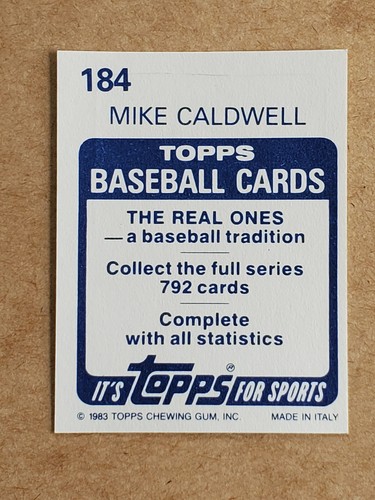 184
MIKE CALDWELL
TOPPS
BASEBALL CARDS
THE REAL ONES
— a baseball tradition
Collect the full series
792 cards
Complete
with all statistics
IT'S Topps® FOR SPORTS
© 1983 TOPPS CHEWING GUM, INC. MADE IN ITALY